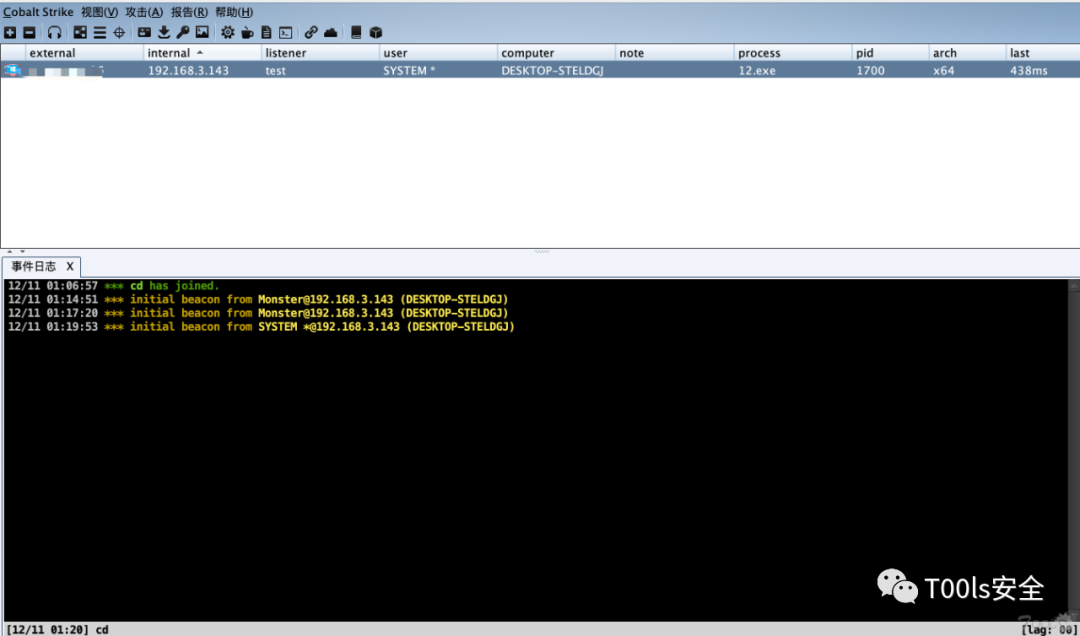 Cobalt Strike 视图(V) 攻击(A) 报告(R) 帮助(H)
external internal listener user computer note process pid arch last
192.168.3.143 test SYSTEM * DESKTOP-STELDGJ 12.exe 1700 x64 438ms
事件日志 X
12/11 01:06:57 *** cd has joined.
12/11 01:14:51 *** initial beacon from Monster@192.168.3.143 (DESKTOP-STELDGJ)
12/11 01:17:20 *** initial beacon from Monster@192.168.3.143 (DESKTOP-STELDGJ)
12/11 01:19:53 *** initial beacon from SYSTEM *@192.168.3.143 (DESKTOP-STELDGJ)
T00ls安全
[12/11 01:20] cd [lag: 00]